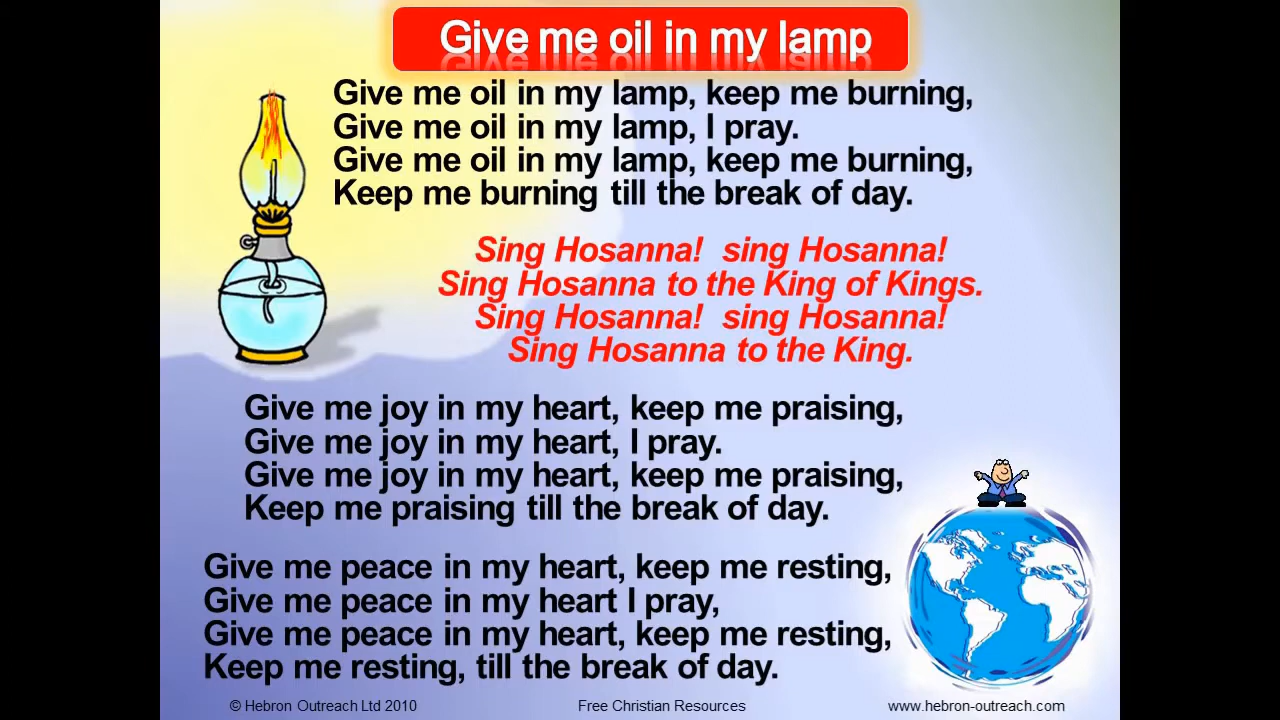 Give me oil in my lamp
Give me oil in my lamp, keep me burning,
Give me oil in my lamp, I pray.
Give me oil in my lamp, keep me burning,
Keep me burning till the break of day.
Sing Hosanna!  sing Hosanna!
Sing Hosanna to the King of Kings.
Sing Hosanna!  sing Hosanna!
Sing Hosanna to the King.
Give me joy in my heart, keep me praising,
Give me joy in my heart, I pray.
Give me joy in my heart, keep me praising,
Keep me praising till the break of day.
Give me peace in my heart, keep me resting,
Give me peace in my heart I pray,
Give me peace in my heart, keep me resting,
Keep me resting, till the break of day.
© Hebron Outreach Ltd 2010 Free Christian Resources www.hebron-outreach.com